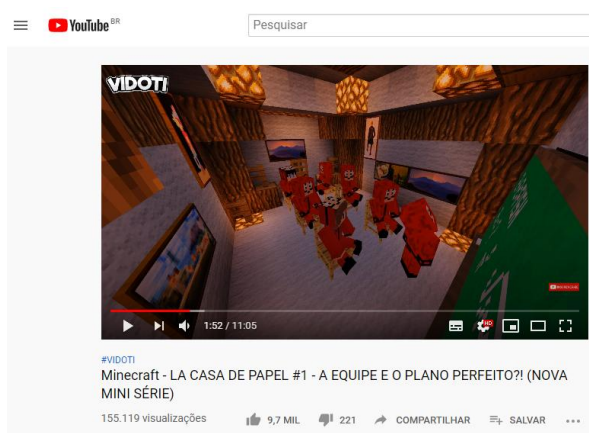 YouTube BR
Pesquisar
VIDOTI
1:52 / 11:05
HD
#VIDOTI
Minecraft - LA CASA DE PAPEL #1 - A EQUIPE E O PLANO PERFEITO?! (NOVA
MINI SÉRIE)
155.119 visualizações 9,7 MIL 221 COMPARTILHAR SALVAR